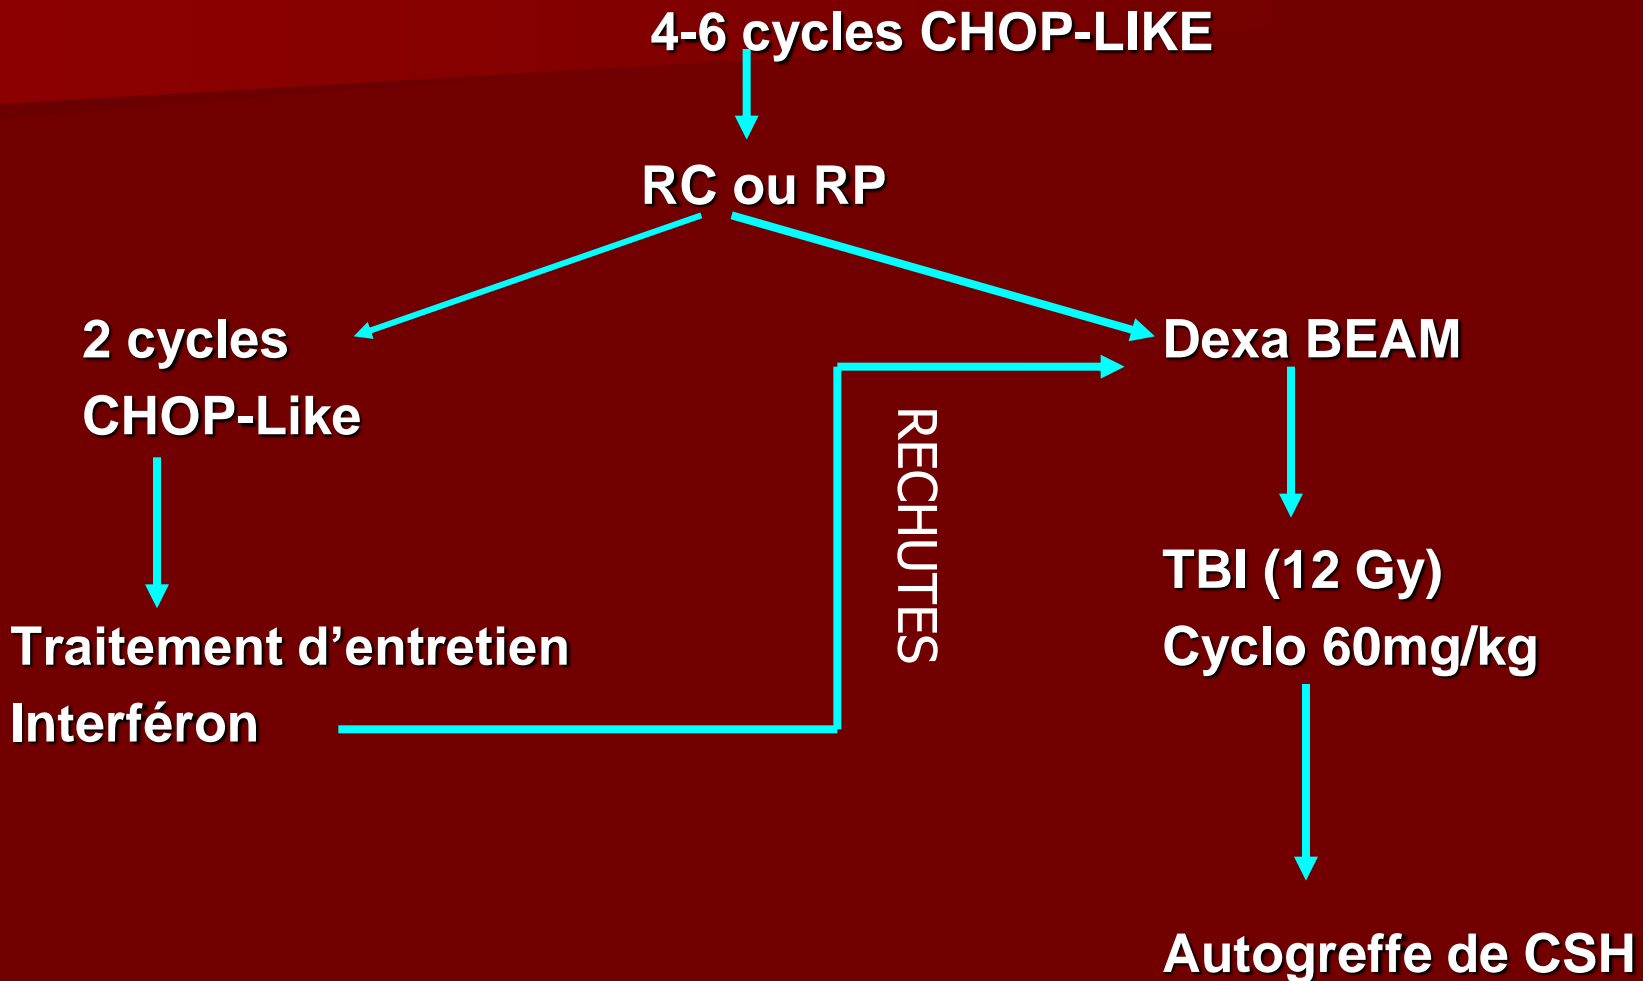 4-6 cycles CHOP-LIKE
RC ou RP
2 cycles
CHOP-Like
Dexa BEAM
RECHUTES
TBI (12 Gy)
Cyclo 60mg/kg
Traitement d’entretien
Interféron
Autogreffe de CSH